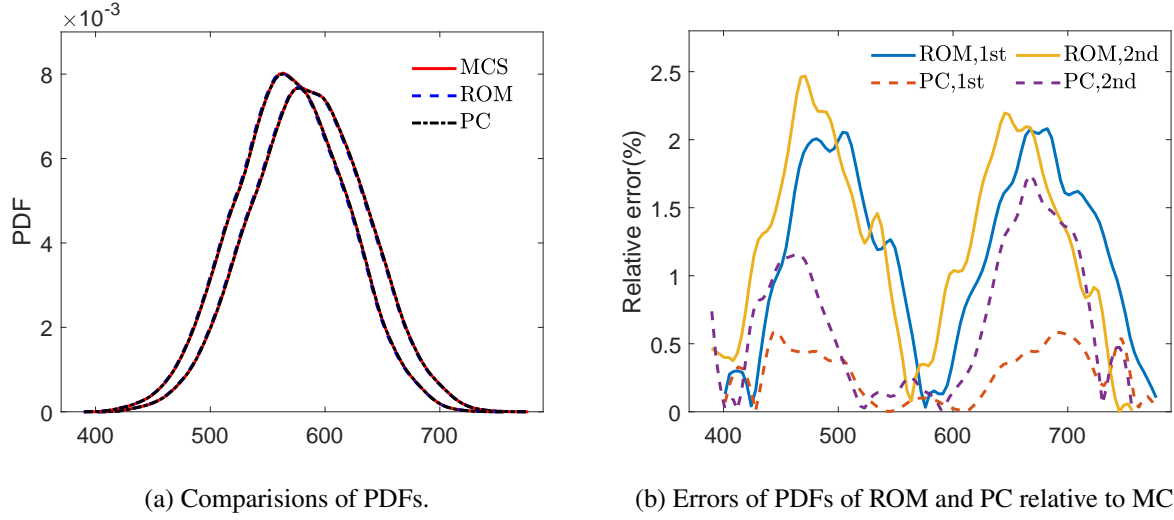 ×10⁻³
8
6
4
2
0
PDF
400
500
600
700
MCS
ROM
PC
(a) Comparisions of PDFs.
2.5
2
1.5
1
0.5
0
Relative error(%)
400
500
600
700
ROM,1st
ROM,2nd
PC,1st
PC,2nd
(b) Errors of PDFs of ROM and PC relative to MC